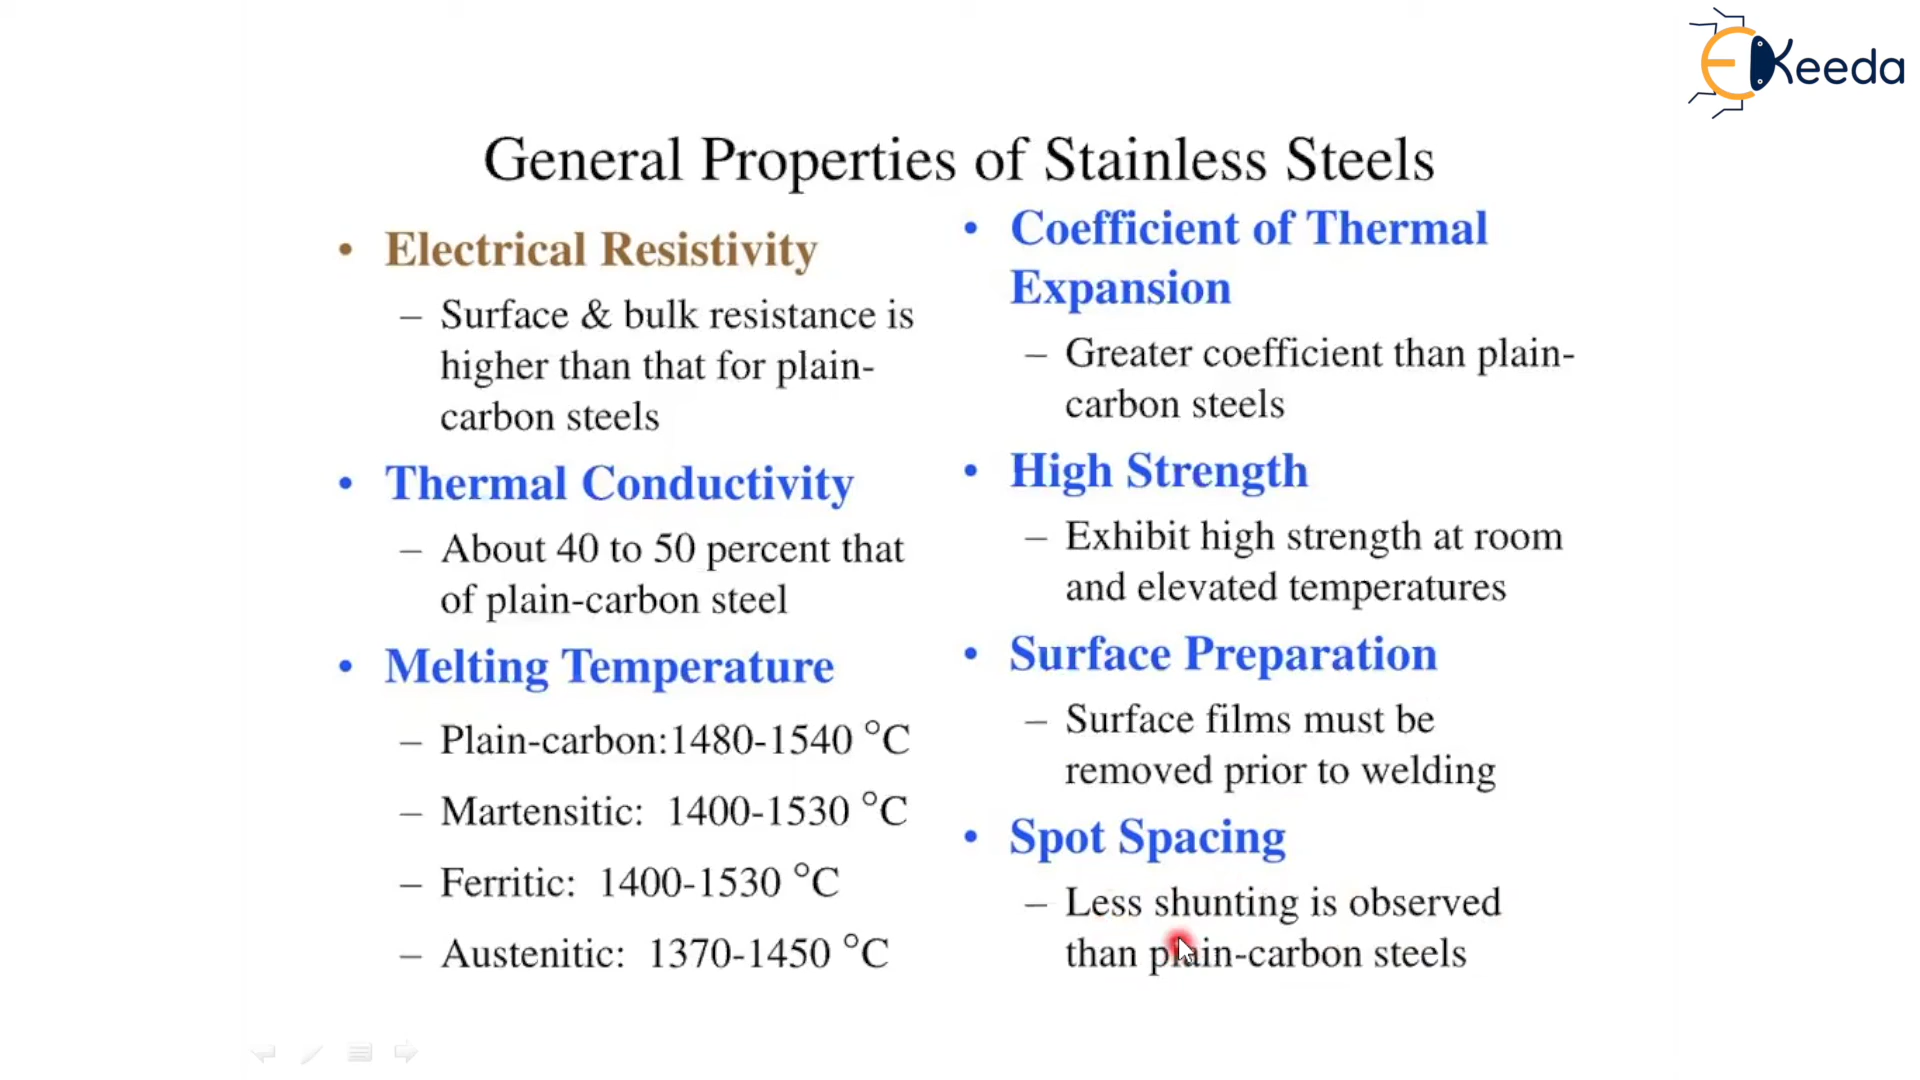 EKeeda
General Properties of Stainless Steels
• Electrical Resistivity
– Surface & bulk resistance is
higher than that for plain-
carbon steels
• Thermal Conductivity
– About 40 to 50 percent that
of plain-carbon steel
• Melting Temperature
– Plain-carbon:1480-1540 °C
– Martensitic: 1400-1530 °C
– Ferritic: 1400-1530 °C
– Austenitic: 1370-1450 °C
• Coefficient of Thermal
Expansion
– Greater coefficient than plain-
carbon steels
• High Strength
– Exhibit high strength at room
and elevated temperatures
• Surface Preparation
– Surface films must be
removed prior to welding
• Spot Spacing
– Less shunting is observed
than plain-carbon steels